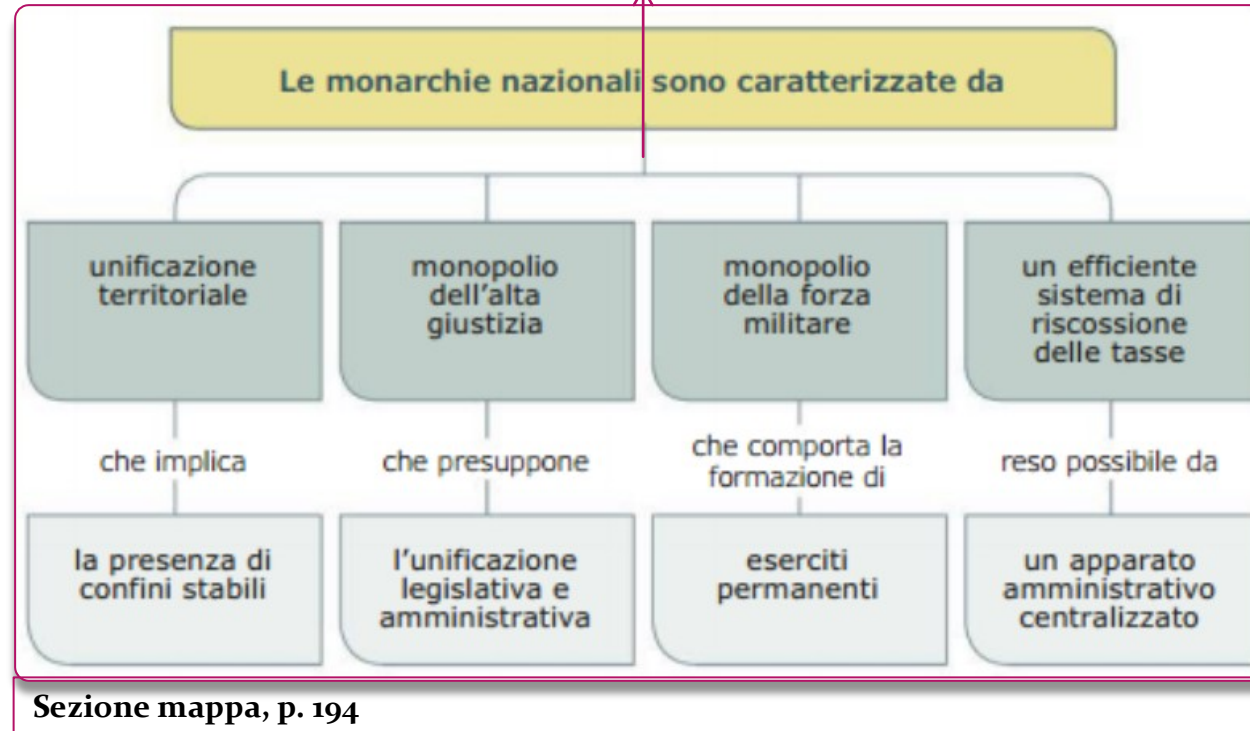 Le monarchie nazionali sono caratterizzate da
unificazione
territoriale
monopolio
dell'alta
giustizia
monopolio
della forza
militare
un efficiente
sistema di
riscossione
delle tasse
che implica
che presuppone
che comporta la
formazione di
reso possibile da
la presenza di
confini stabili
l'unificazione
legislativa e
amministrativa
eserciti
permanenti
un apparato
amministrativo
centralizzato
Sezione mappa, p. 194